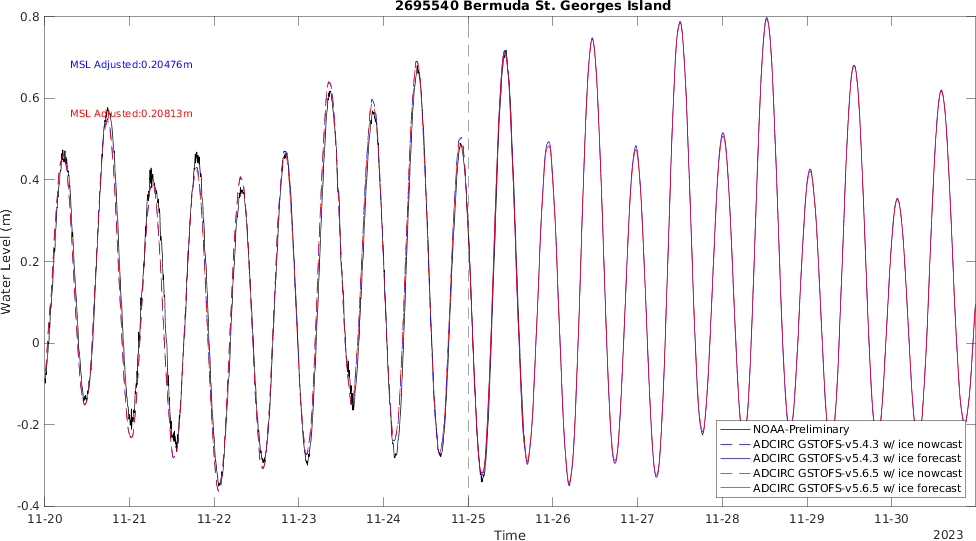 2695540 Bermuda St. Georges Island
0.8
MSL Adjusted:0.20476m
0.6
MSL Adjusted:0.20813m
0.4
0.2
0
-0.2
-0.4
Water Level (m)
NOAA-Preliminary
ADCIRC GSTOFS-v5.4.3 w/ ice nowcast
ADCIRC GSTOFS-v5.4.3 w/ ice forecast
ADCIRC GSTOFS-v5.6.5 w/ ice nowcast
ADCIRC GSTOFS-v5.6.5 w/ ice forecast
11-20 11-21 11-22 11-23 11-24 11-25 11-26 11-27 11-28 11-29 11-30
Time
2023